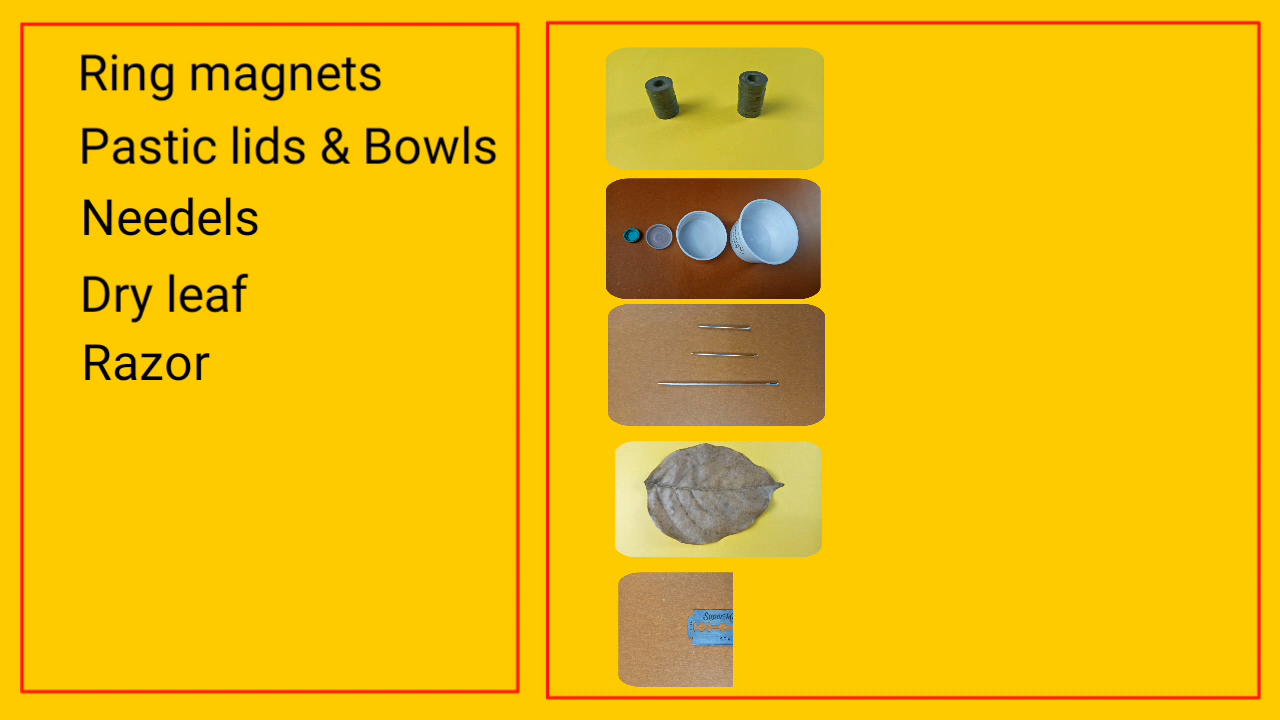 Ring magnets
Pastic lids & Bowls
Needels
Dry leaf
Razor